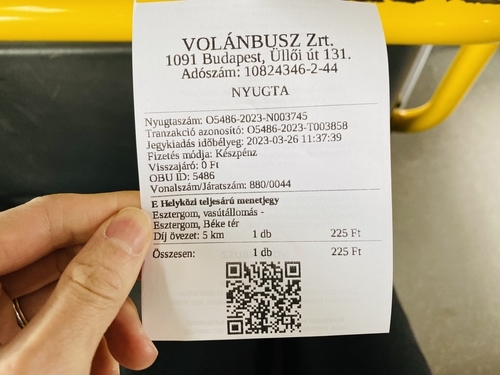 VOLÁNBUSZ Zrt.
1091 Budapest, Üllői út 131.
Adószám: 10824346-2-44
NYUGTA
Nyugtaszám: O5486-2023-N003745
Tranzakció azonosító: O5486-2023-T003858
Jegykiadás időbélyeg: 2023-03-26 11:37:39
Fizetés módja: Készpénz
Visszajáró: 0 Ft
OBU ID: 5486
Vonalszám/Járatszám: 880/0044
E Helyközi teljesárú menetjegy
Esztergom, vasútállomás -
Esztergom, Béke tér
Díj övezet: 5 km 1 db 225 Ft
Összesen: 1 db 225 Ft